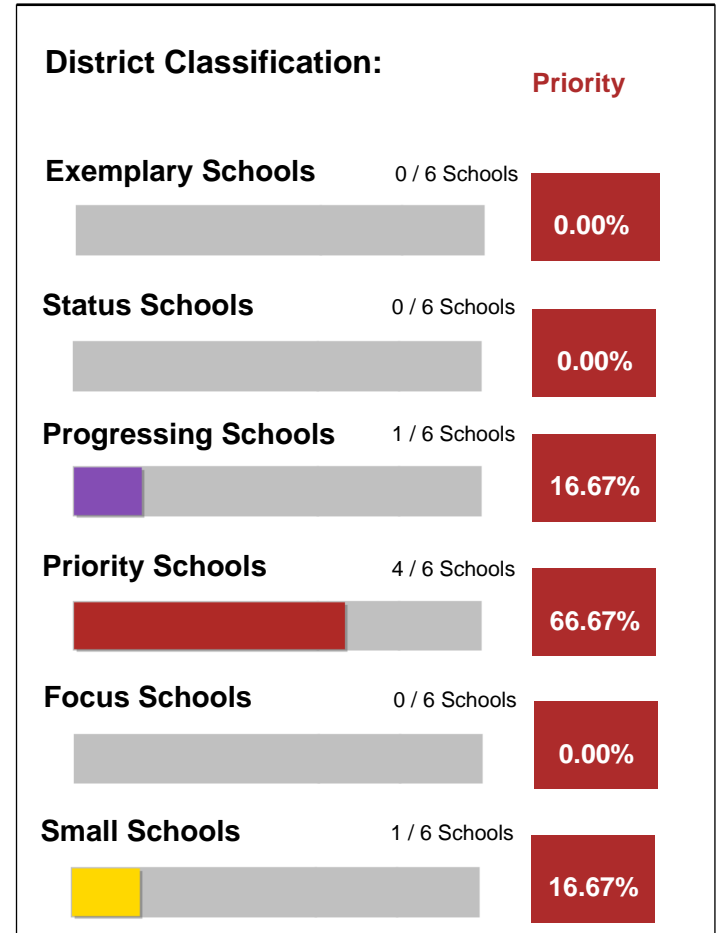 District Classification:
Priority
Exemplary Schools 0 / 6 Schools
0.00%
Status Schools 0 / 6 Schools
0.00%
Progressing Schools 1 / 6 Schools
16.67%
Priority Schools 4 / 6 Schools
66.67%
Focus Schools 0 / 6 Schools
0.00%
Small Schools 1 / 6 Schools
16.67%